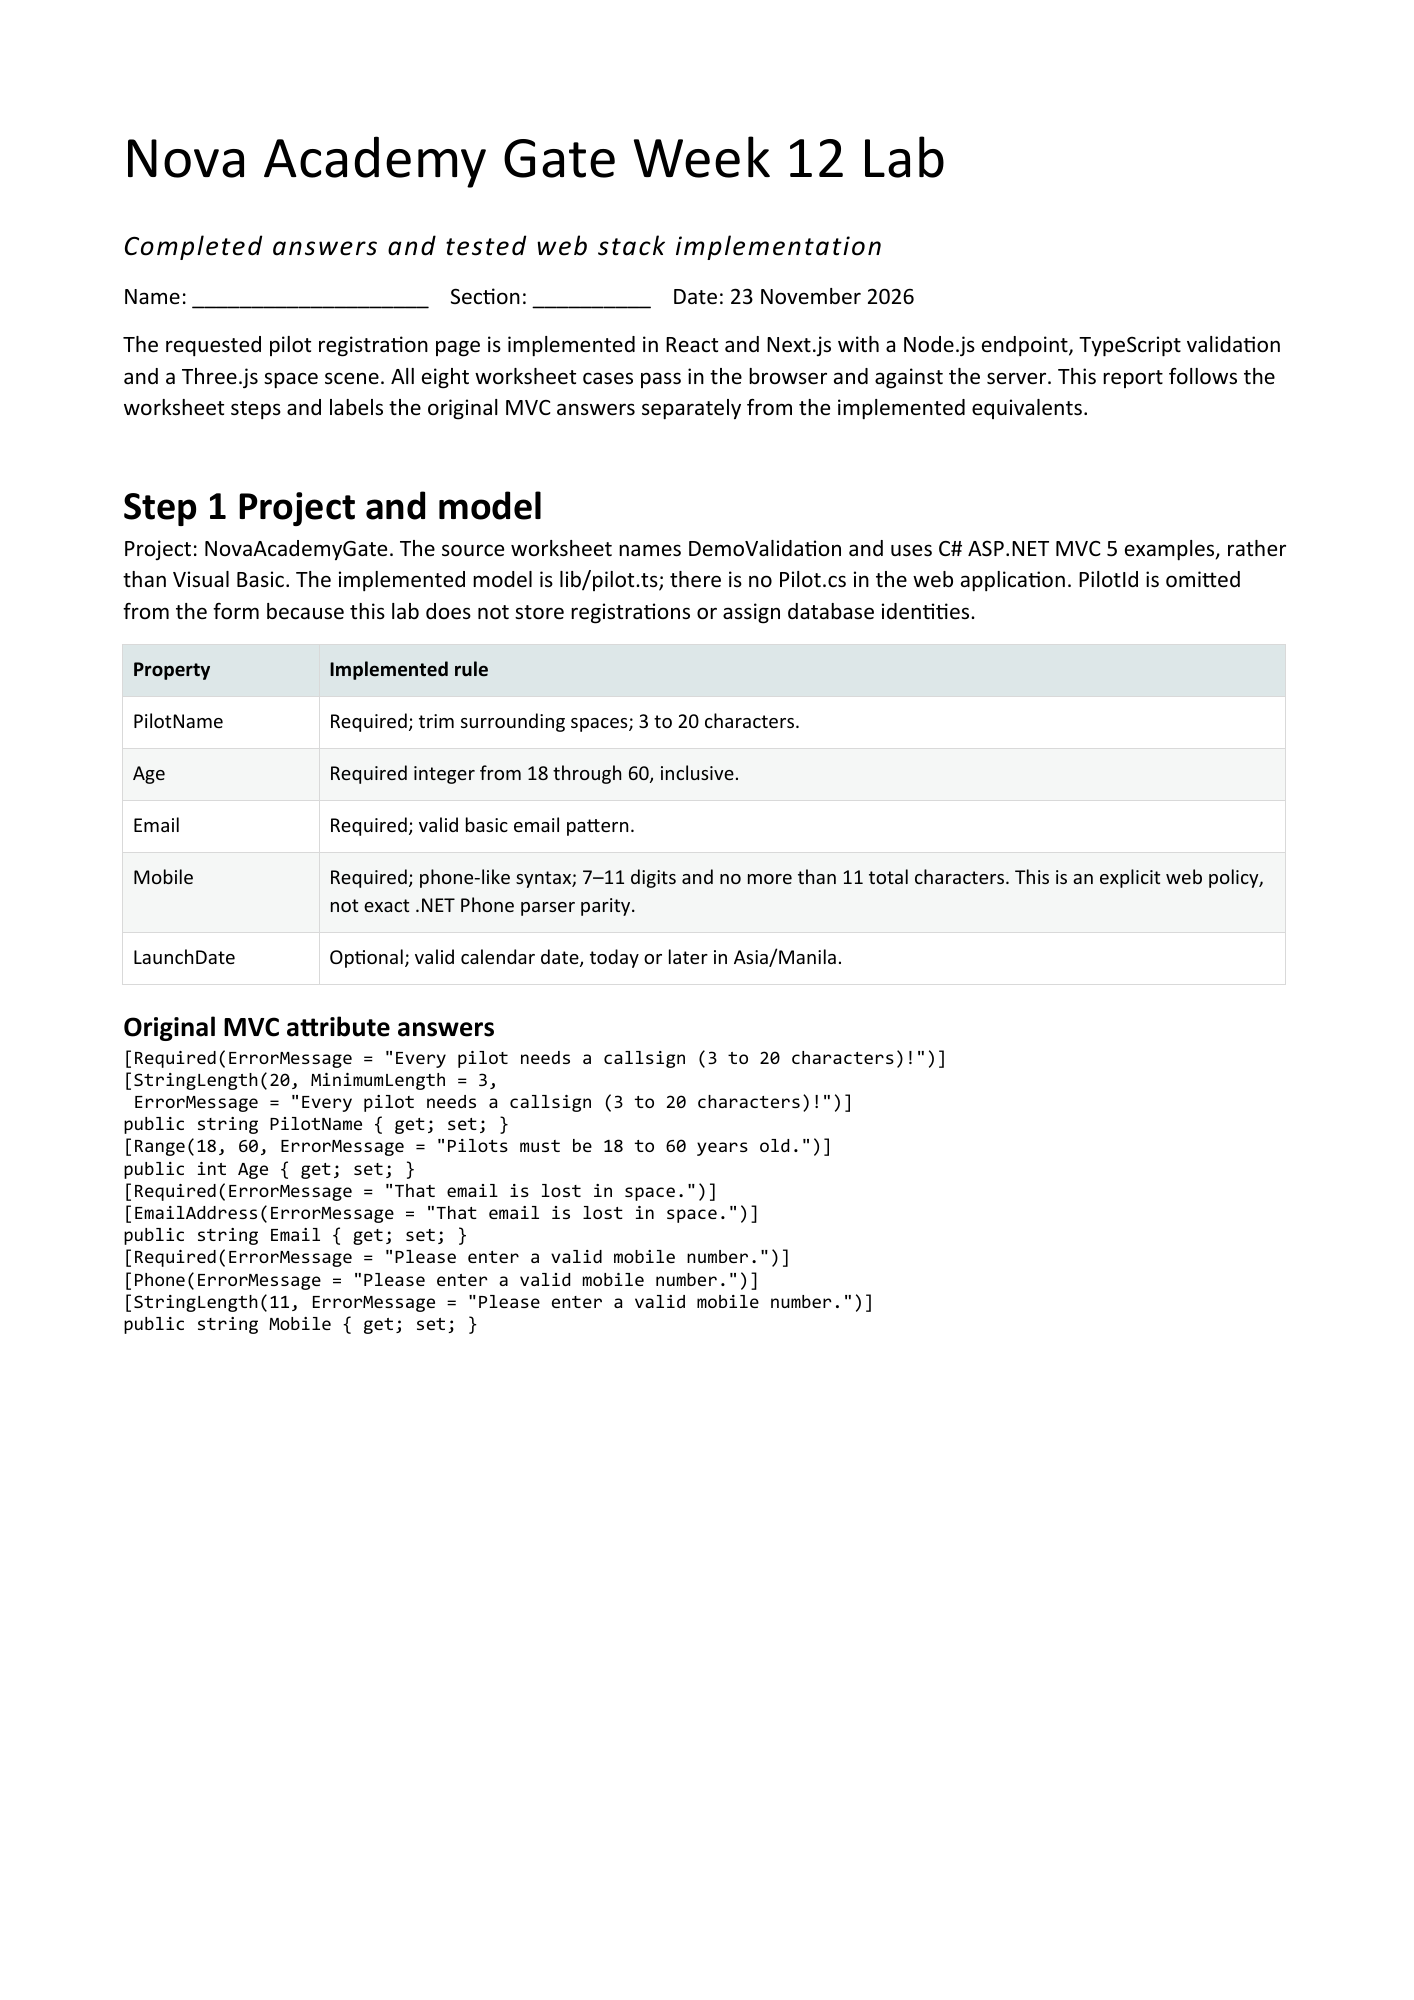 Nova Academy Gate Week 12 Lab
Completed answers and tested web stack implementation
Name: ____________________ Section: __________ Date: 23 November 2026
The requested pilot registration page is implemented in React and Next.js with a Node.js endpoint, TypeScript validation
and a Three.js space scene. All eight worksheet cases pass in the browser and against the server. This report follows the
worksheet steps and labels the original MVC answers separately from the implemented equivalents.
Step 1 Project and model
Project: NovaAcademyGate. The source worksheet names DemoValidation and uses C# ASP.NET MVC 5 examples, rather
than Visual Basic. The implemented model is lib/pilot.ts; there is no Pilot.cs in the web application. PilotId is omitted
from the form because this lab does not store registrations or assign database identities.
Property Implemented rule
PilotName Required; trim surrounding spaces; 3 to 20 characters.
Age Required integer from 18 through 60, inclusive.
Email Required; valid basic email pattern.
Mobile Required; phone-like syntax; 7–11 digits and no more than 11 total characters. This is an explicit web policy,
not exact .NET Phone parser parity.
LaunchDate Optional; valid calendar date, today or later in Asia/Manila.
Original MVC attribute answers
[Required(ErrorMessage = "Every pilot needs a callsign (3 to 20 characters)!")]
[StringLength(20, MinimumLength = 3,
 ErrorMessage = "Every pilot needs a callsign (3 to 20 characters)!")]
public string PilotName { get; set; }
[Range(18, 60, ErrorMessage = "Pilots must be 18 to 60 years old.")]
public int Age { get; set; }
[Required(ErrorMessage = "That email is lost in space.")]
[EmailAddress(ErrorMessage = "That email is lost in space.")]
public string Email { get; set; }
[Required(ErrorMessage = "Please enter a valid mobile number.")]
[Phone(ErrorMessage = "Please enter a valid mobile number.")]
[StringLength(11, ErrorMessage = "Please enter a valid mobile number.")]
public string Mobile { get; set; }